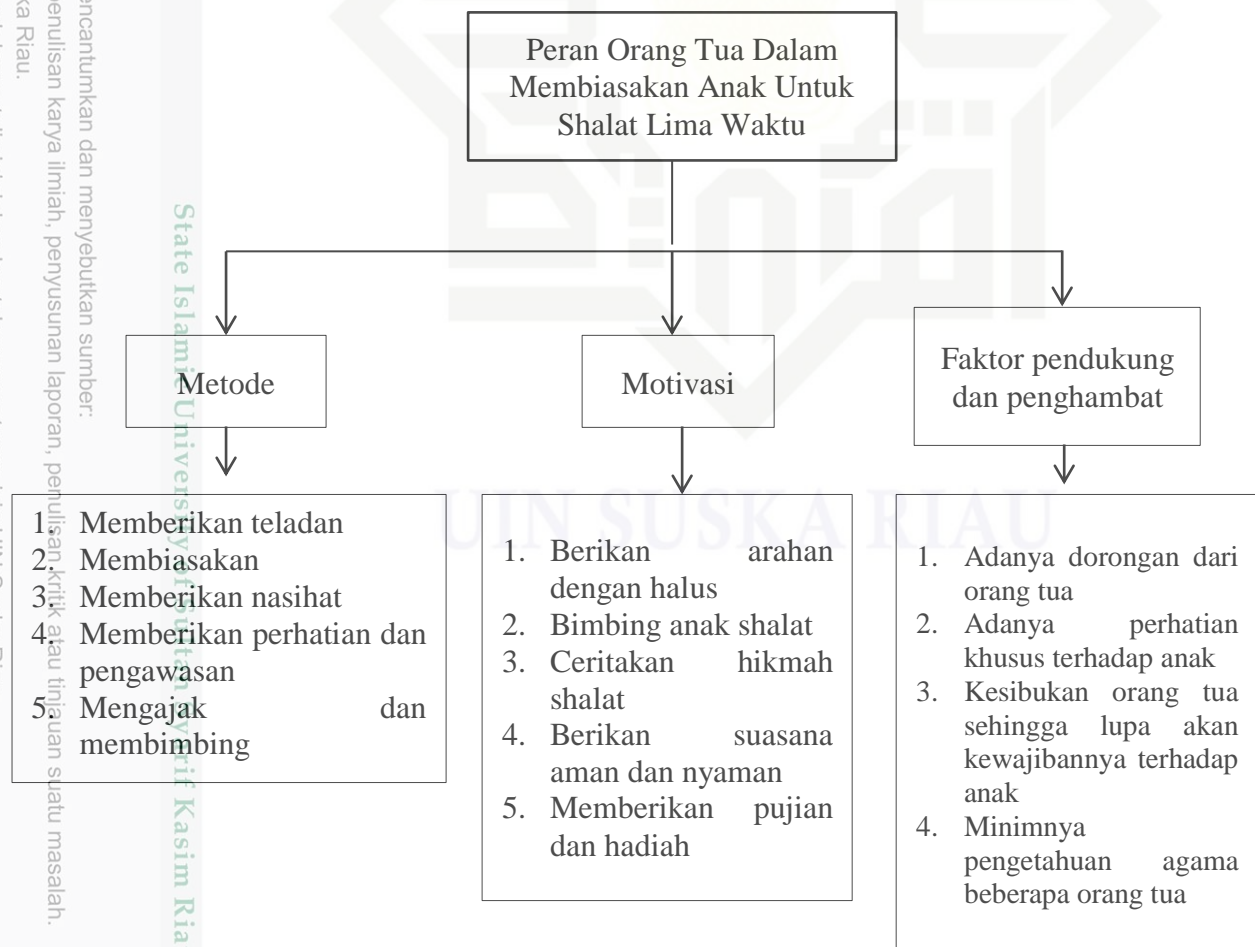 Peran Orang Tua Dalam
Membiasakan Anak Untuk
Shalat Lima Waktu
Metode
Motivasi
Faktor pendukung
dan penghambat
1. Memberikan teladan
2. Membiasakan
3. Memberikan nasihat
4. Memberikan perhatian dan
pengawasan
5. Mengajak dan
membimbing
1. Berikan arahan
dengan halus
2. Bimbing anak shalat
3. Ceritakan hikmah
shalat
4. Berikan suasana
aman dan nyaman
5. Memberikan pujian
dan hadiah
1. Adanya dorongan dari
orang tua
2. Adanya perhatian
khusus terhadap anak
3. Kesibukan orang tua
sehingga lupa akan
kewajibannya terhadap
anak
4. Minimnya
pengetahuan agama
beberapa orang tua
UIN SUSKA RIAU
State Islamic University of Sultan Syarif Kasim Ria
encantumkan dan menyebutkan sumber:
penulisan karya ilmiah, penyusunan laporan, penulisan kritik atau tinjauan suatu masalah.
ka Riau.